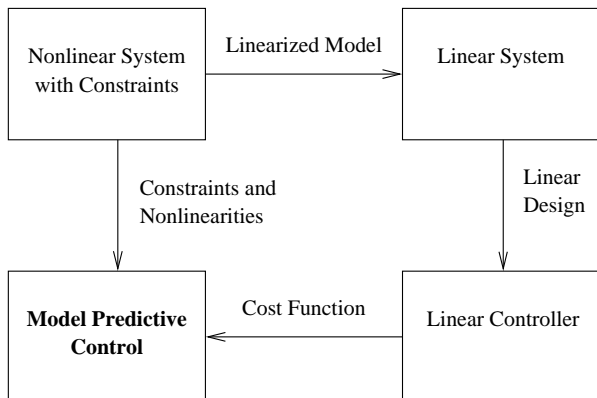 Nonlinear System
with Constraints
Linearized Model
Linear System
Constraints and
Nonlinearities
Linear
Design
Model Predictive
Control
Cost Function
Linear Controller